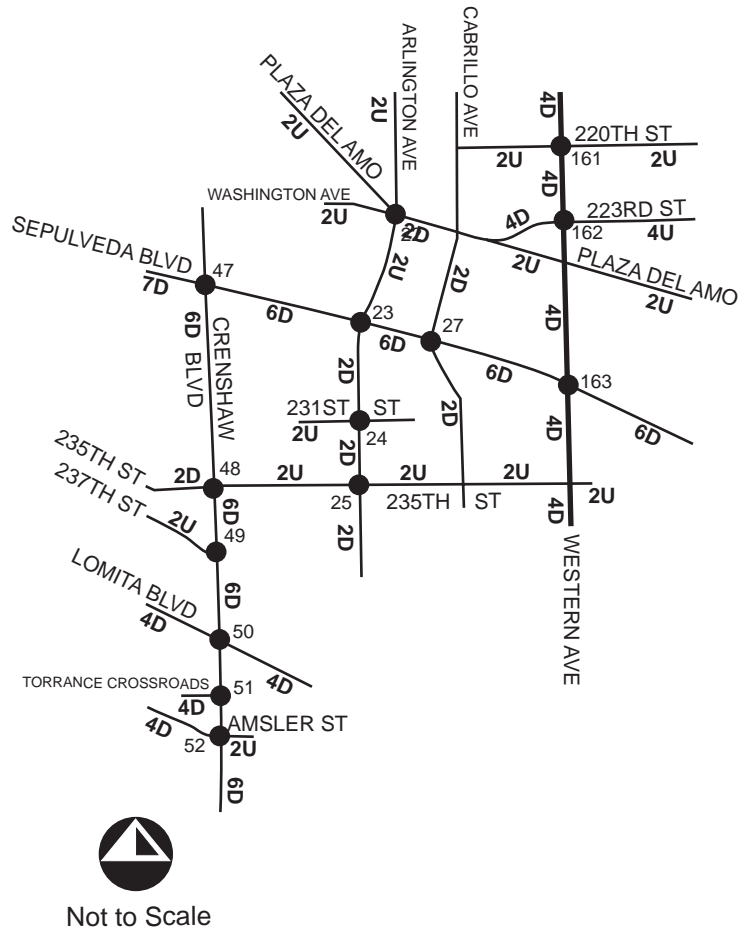 PLAZA DEL AMO
2U
ARLINGTON AVE
2U
CABRILLO AVE
4D
220TH ST
2U
161
2U
4D
WASHINGTON AVE
2U
2D
4D
223RD ST
162
4U
SEPULVEDA BLVD
7D
47
2U
2D
2U
PLAZA DEL AMO
2U
6D
CRENSHAW
BLVD
6D
23
6D
27
4D
6D
163
2D
2D
6D
231ST ST
2U
24
4D
235TH ST
2D
48
2U
2D
2U
2U
2U
25
235TH ST
237TH ST
2U
6D
49
2D
4D
WESTERN AVE
LOMITA BLVD
4D
6D
50
4D
TORRANCE CROSSROADS
4D
51
4D
52
AMSLER ST
2U
6D
Not to Scale